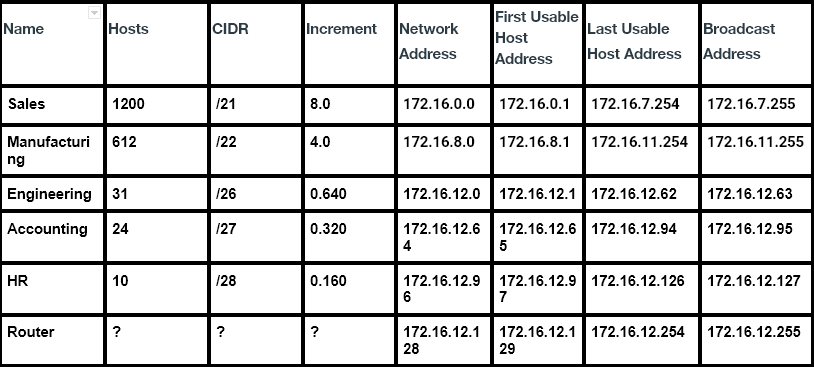 Name Hosts CIDR Increment Network Address First Usable Host Address Last Usable Host Address Broadcast Address
Sales 1200 /21 8.0 172.16.0.0 172.16.0.1 172.16.7.254 172.16.7.255
Manufacturing 612 /22 4.0 172.16.8.0 172.16.8.1 172.16.11.254 172.16.11.255
Engineering 31 /26 0.640 172.16.12.0 172.16.12.1 172.16.12.62 172.16.12.63
Accounting 24 /27 0.320 172.16.12.64 172.16.12.65 172.16.12.94 172.16.12.95
HR 10 /28 0.160 172.16.12.96 172.16.12.97 172.16.12.126 172.16.12.127
Router ? ? ? 172.16.12.128 172.16.12.129 172.16.12.254 172.16.12.255